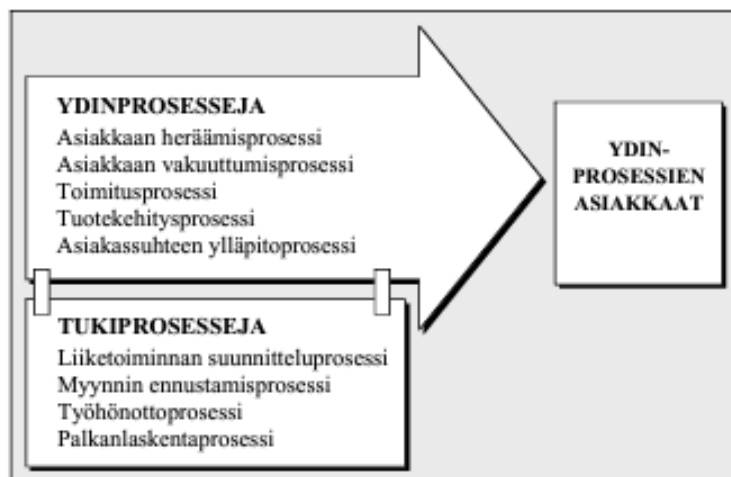 YDINPROSESSEJA
Asiakkaan heräämisprosessi
Asiakkaan vakuuttumisprosessi
Toimitusprosessi
Tuotekehitysprosessi
Asiakassuhteen ylläpitoprosessi
YDIN-
PROSESSIEN
ASIAKKAAT
TUKIPROSESSEJA
Liiketoiminnan suunnitteluprosessi
Myynnin ennustamisprosessi
Työhönottoprosessi
Palkanlaskentaprosessi